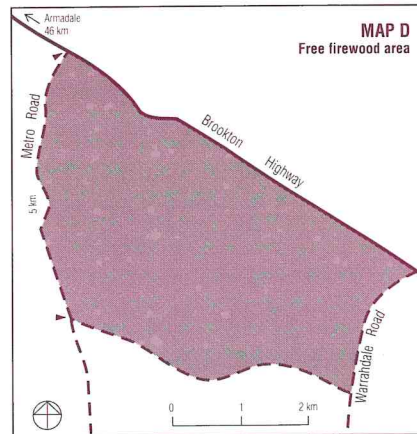 Armadale
46 km
MAP D
Free firewood area
Metro Road
5 km
Brookton
Highway
Warrahdale Road
0 1 2 km